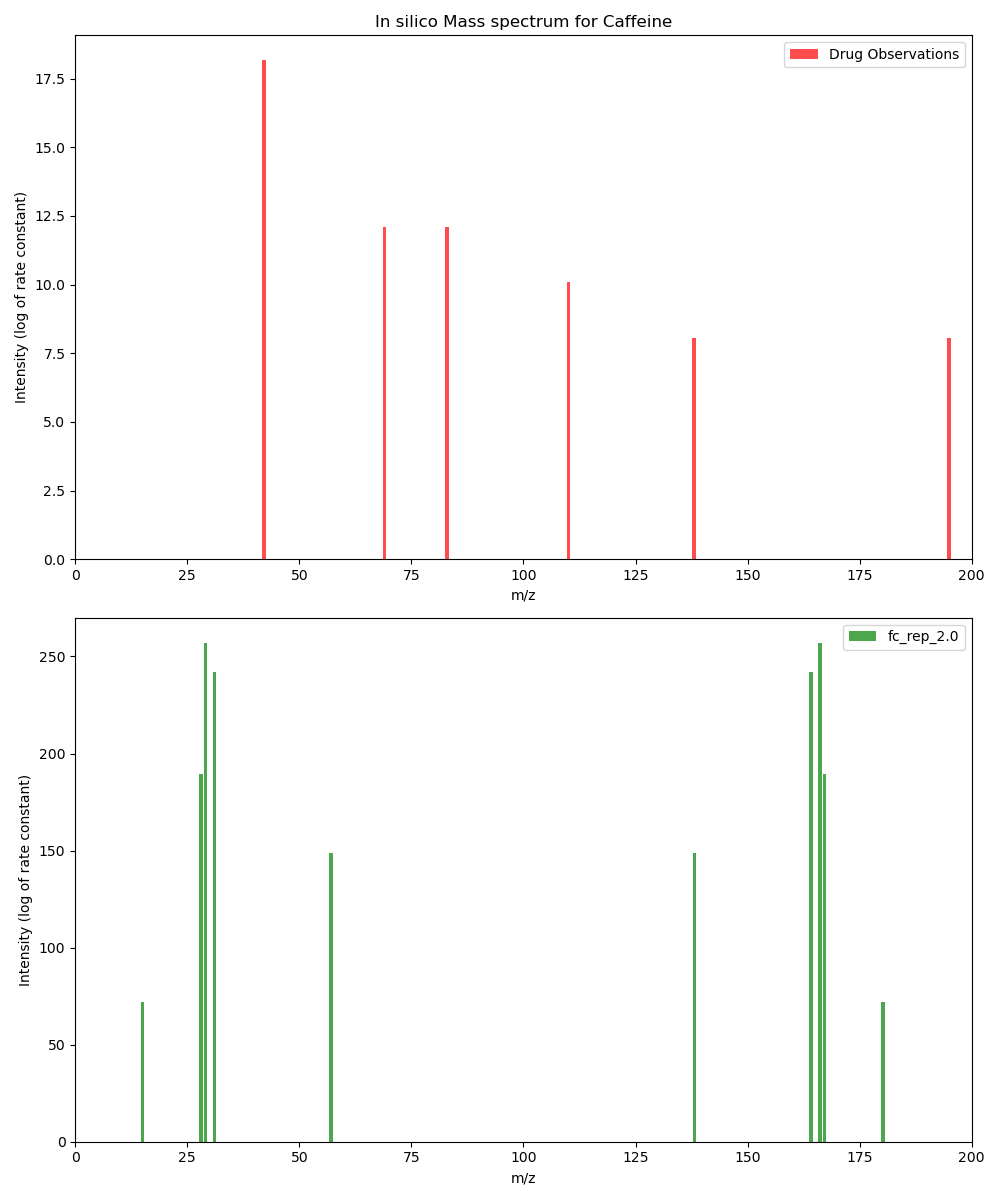 In silico Mass spectrum for Caffeine
Drug Observations
Intensity (log of rate constant)
17.5
15.0
12.5
10.0
7.5
5.0
2.5
0.0
0 25 50 75 100 125 150 175 200
m/z
fc_rep_2.0
Intensity (log of rate constant)
250
200
150
100
50
0
0 25 50 75 100 125 150 175 200
m/z